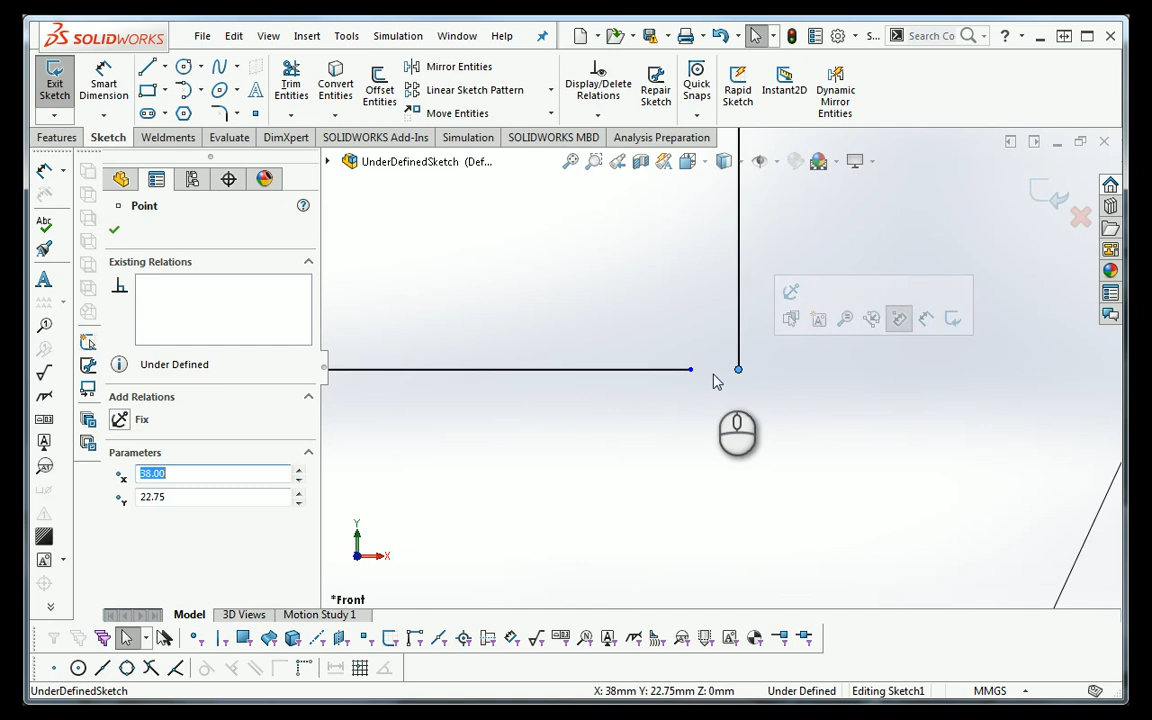 SOLIDWORKS
File Edit View Insert Tools Simulation Window Help
S...
Search Co
?
Exit Sketch
Smart Dimension
Trim Entities
Convert Entities
Offset Entities
Mirror Entities
Linear Sketch Pattern
Move Entities
Display/Delete Relations
Repair Sketch
Quick Snaps
Rapid Sketch
Instant2D
Dynamic Mirror Entities
Features Sketch Weldments Evaluate DimXpert SOLIDWORKS Add-Ins Simulation SOLIDWORKS MBD Analysis Preparation
UnderDefinedSketch (Def...
Point
Existing Relations
Under Defined
Add Relations
Fix
Parameters
38.00
22.75
Y
X
*Front
Model 3D Views Motion Study 1
UnderDefinedSketch
X: 38mm Y: 22.75mm Z: 0mm
Under Defined
Editing Sketch1
MMGS